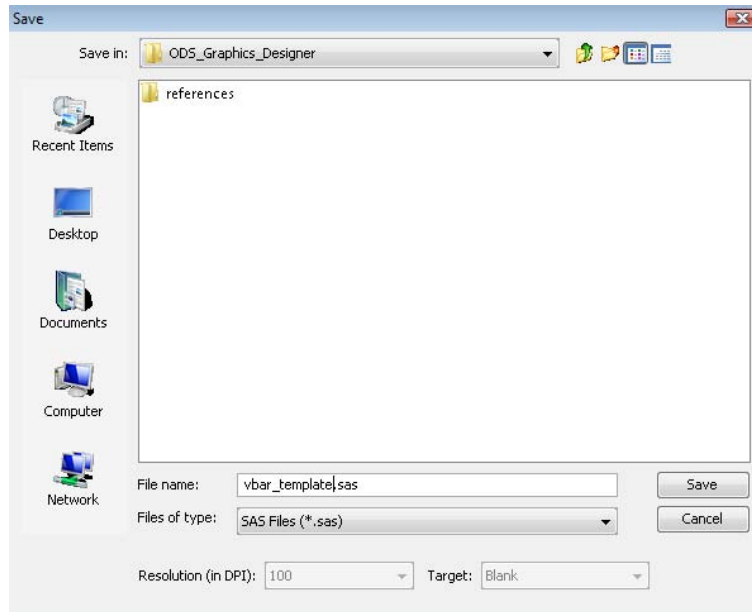 Save
Save in: ODS_Graphics_Designer
references
Recent Items
Desktop
Documents
Computer
Network
File name: vbar_template.sas Save
Files of type: SAS Files (*.sas) Cancel
Resolution (in DPI): 100 Target: Blank